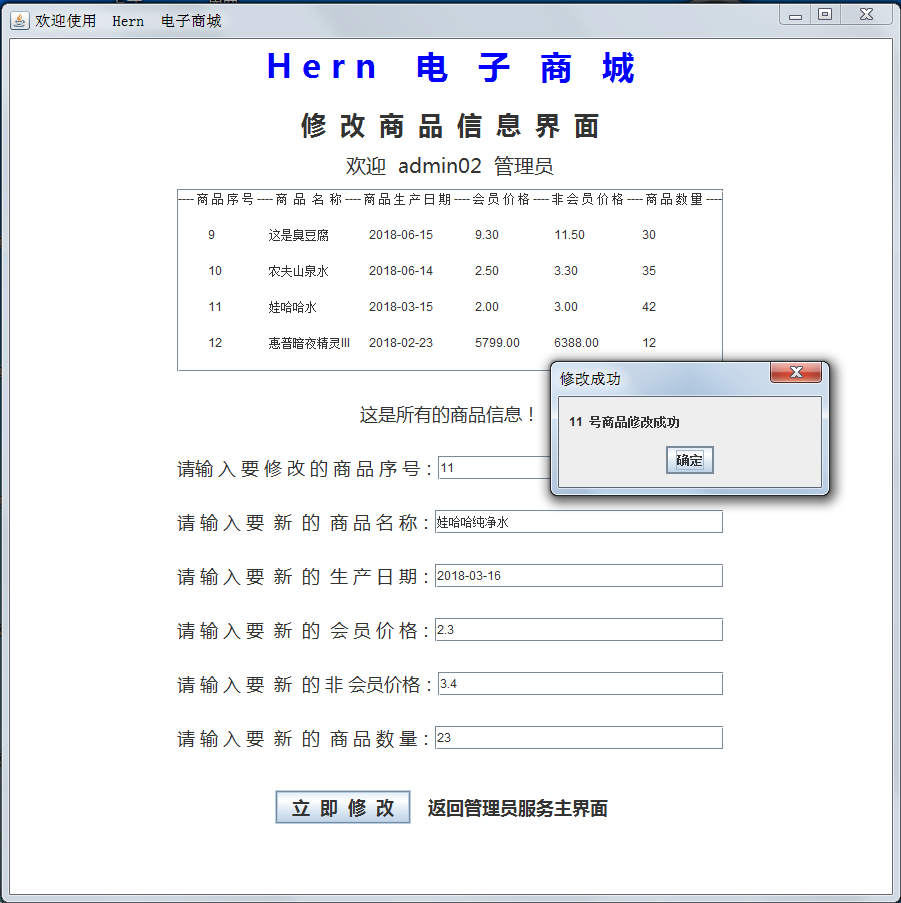 欢迎使用 Hern 电子商城
Hern 电 子 商 城
修 改 商 品 信 息 界 面
欢迎 admin02 管理员
----商品序号----商 品 名 称----商品生产日期----会员价格----非会员价格----商品数量----
9 这是臭豆腐 2018-06-15 9.30 11.50 30
10 农夫山泉水 2018-06-14 2.50 3.30 35
11 娃哈哈水 2018-03-15 2.00 3.00 42
12 惠普暗夜精灵III 2018-02-23 5799.00 6388.00 12
修改成功
11 号商品修改成功
确定
这是所有的商品信息！
请输入要修改的商品序号： 11
请输入要 新 的 商品名称： 娃哈哈纯净水
请输入要 新 的 生产日期： 2018-03-16
请输入要 新 的 会员价格： 2.3
请输入要 新 的非会员价格： 3.4
请输入要 新 的 商品数量： 23
立 即 修 改 返回管理员服务主界面